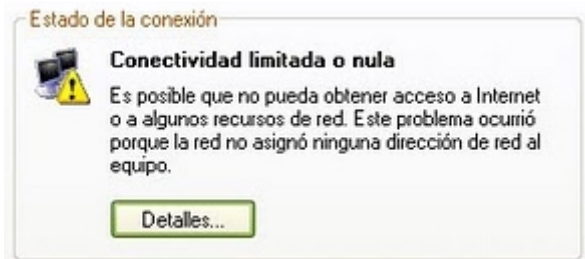 Estado de la conexión
Conectividad limitada o nula
Es posible que no pueda obtener acceso a Internet
o a algunos recursos de red. Este problema ocurrió
porque la red no asignó ninguna dirección de red al
equipo.
Detalles...